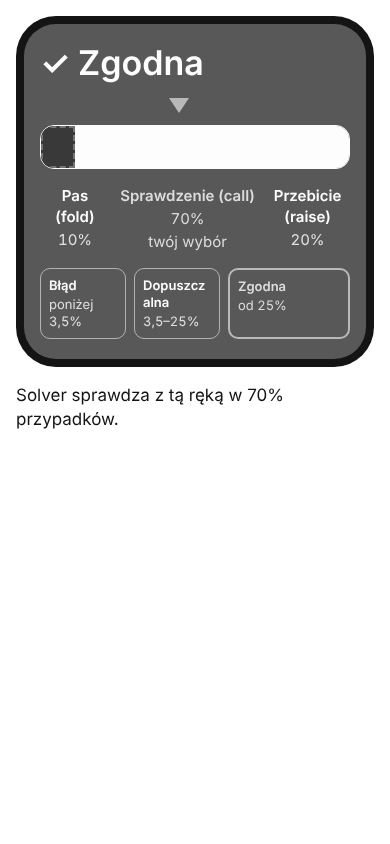 ✓ Zgodna
Pas (fold)
10%
Sprawdzenie (call)
70%
twój wybór
Przebicie (raise)
20%
Błąd
poniżej
3,5%
Dopuszcz
alna
3,5–25%
Zgodna
od 25%
Solver sprawdza z tą ręką w 70%
przypadków.